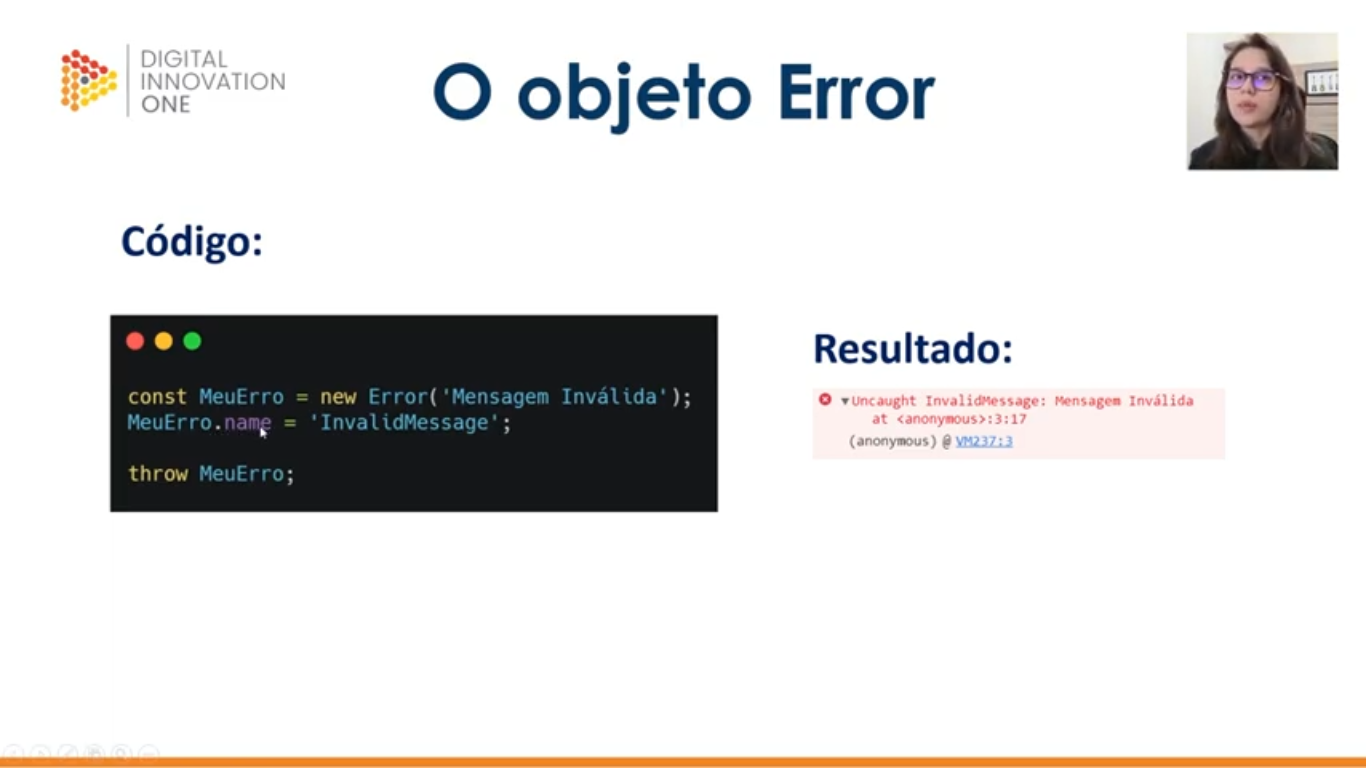 DIGITAL
INNOVATION
ONE
O objeto Error
Código:
const MeuErro = new Error('Mensagem Inválida');
MeuErro.name = 'InvalidMessage';
throw MeuErro;
Resultado:
Uncaught InvalidMessage: Mensagem Inválida
at <anonymous>:3:17
(anonymous) @ VM237:3